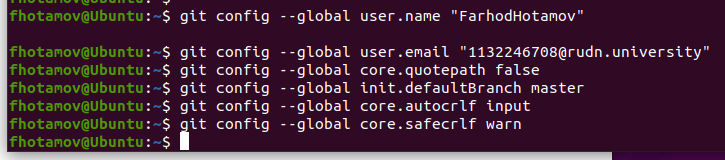 fhotamov@Ubuntu:~$ git config --global user.name "FarhodHotamov"
fhotamov@Ubuntu:~$ git config --global user.email "1132246708@rudn.university"
fhotamov@Ubuntu:~$ git config --global core.quotepath false
fhotamov@Ubuntu:~$ git config --global init.defaultBranch master
fhotamov@Ubuntu:~$ git config --global core.autocrlf input
fhotamov@Ubuntu:~$ git config --global core.safecrlf warn
fhotamov@Ubuntu:~$